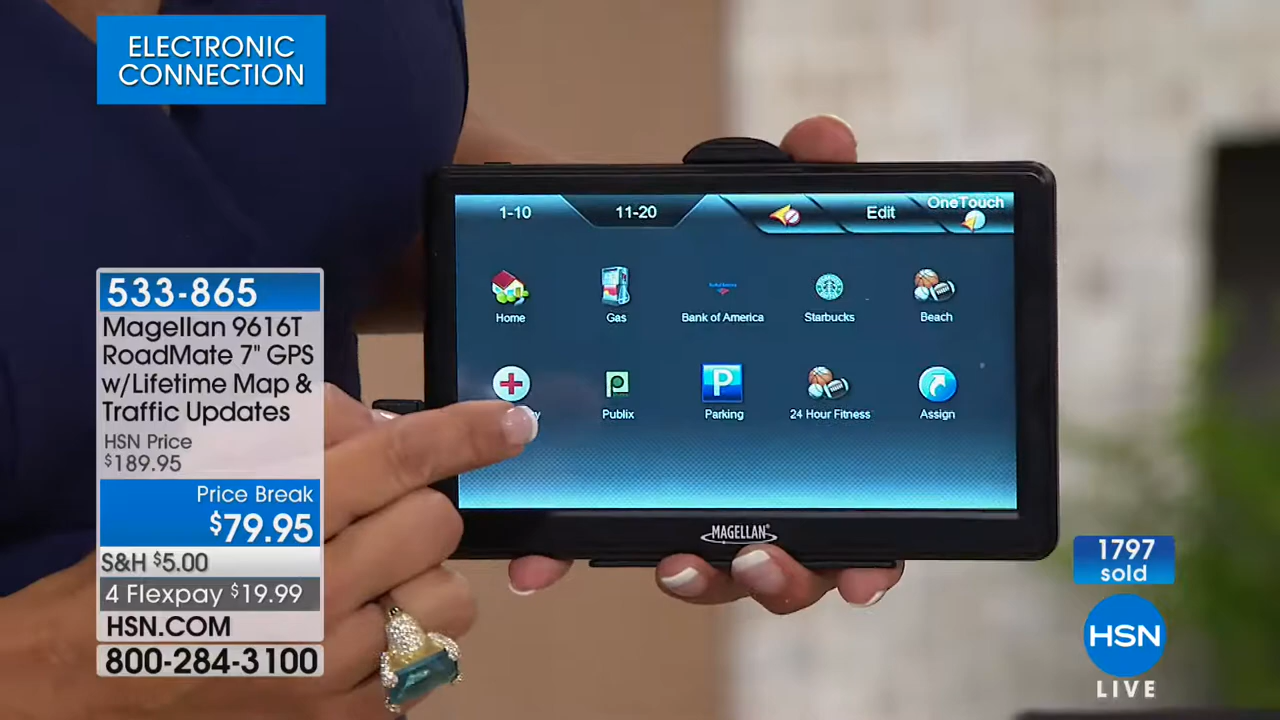 ELECTRONIC
CONNECTION
533-865
Magellan 9616T
RoadMate 7" GPS
w/Lifetime Map &
Traffic Updates
HSN Price
$189.95
Price Break
$79.95
S&H $5.00
4 Flexpay $19.99
HSN.COM
800-284-3100
1-10
11-20
Edit
OneTouch
Home
Gas
Bank of America
Starbucks
Beach
Publix
Parking
24 Hour Fitness
Assign
MAGELLAN
1797
sold
HSN
LIVE